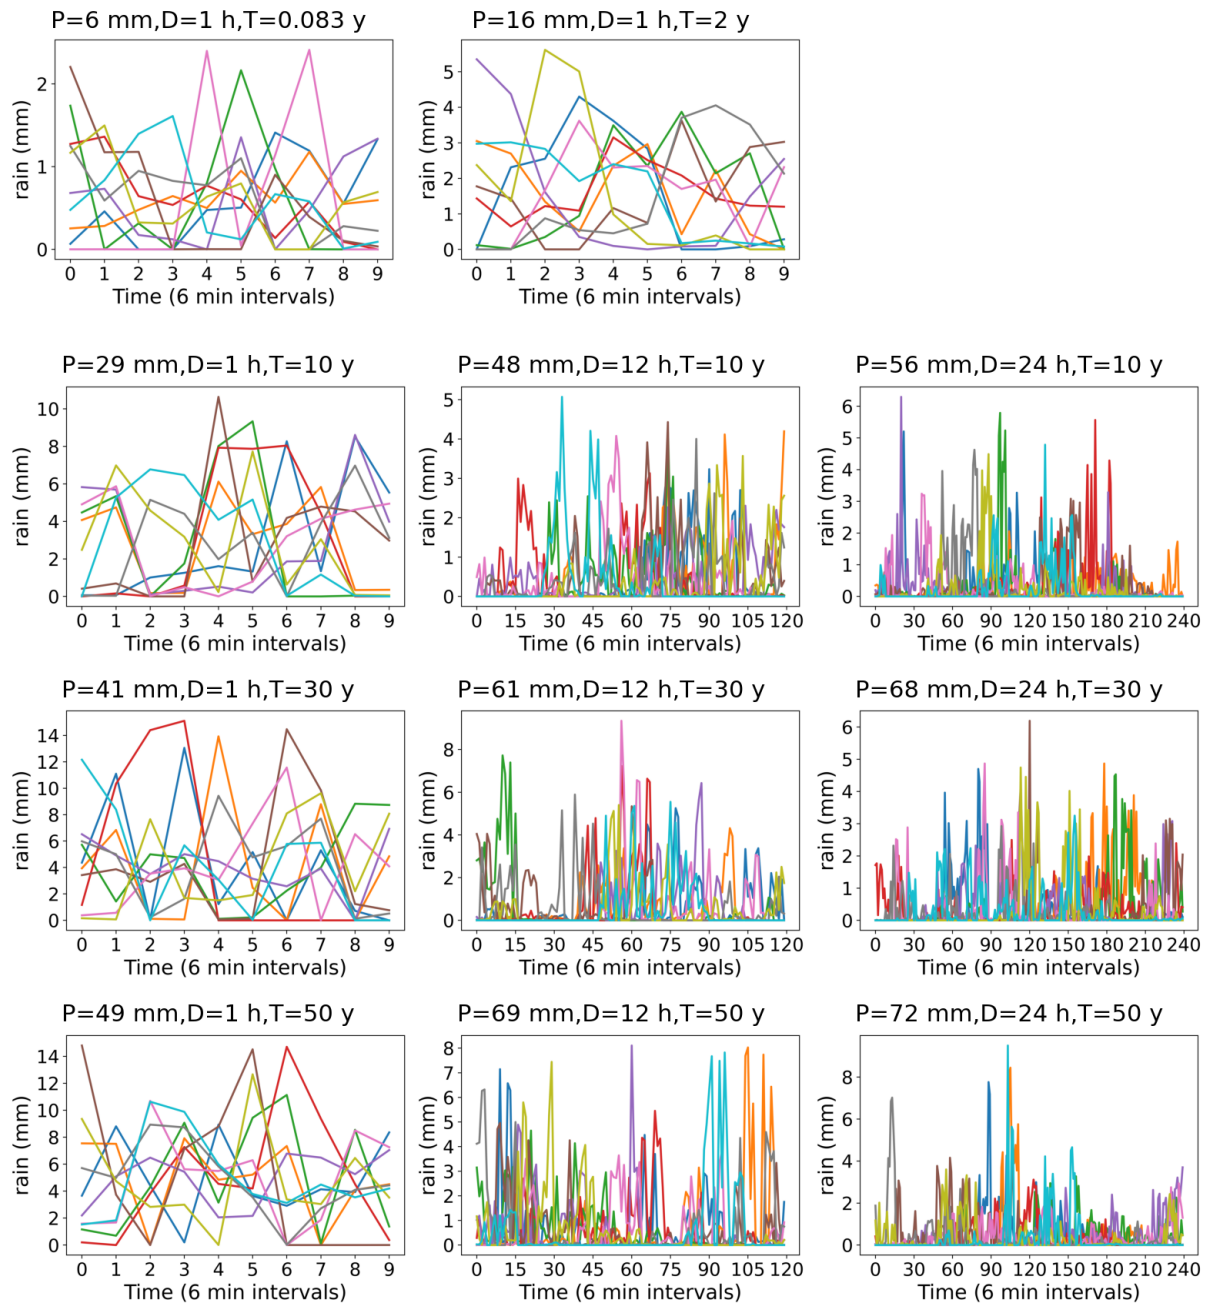 P=6 mm,D=1 h,T=0.083 y
P=16 mm,D=1 h,T=2 y
rain (mm)
2
1
0
0 1 2 3 4 5 6 7 8 9
Time (6 min intervals)
rain (mm)
5
4
3
2
1
0
0 1 2 3 4 5 6 7 8 9
Time (6 min intervals)
P=29 mm,D=1 h,T=10 y
P=48 mm,D=12 h,T=10 y
P=56 mm,D=24 h,T=10 y
rain (mm)
10
8
6
4
2
0
0 1 2 3 4 5 6 7 8 9
Time (6 min intervals)
rain (mm)
5
4
3
2
1
0
0 15 30 45 60 75 90 105 120
Time (6 min intervals)
rain (mm)
6
5
4
3
2
1
0
0 30 60 90 120 150 180 210 240
Time (6 min intervals)
P=41 mm,D=1 h,T=30 y
P=61 mm,D=12 h,T=30 y
P=68 mm,D=24 h,T=30 y
rain (mm)
14
12
10
8
6
4
2
0
0 1 2 3 4 5 6 7 8 9
Time (6 min intervals)
rain (mm)
8
6
4
2
0
0 15 30 45 60 75 90 105 120
Time (6 min intervals)
rain (mm)
6
5
4
3
2
1
0
0 30 60 90 120 150 180 210 240
Time (6 min intervals)
P=49 mm,D=1 h,T=50 y
P=69 mm,D=12 h,T=50 y
P=72 mm,D=24 h,T=50 y
rain (mm)
14
12
10
8
6
4
2
0
0 1 2 3 4 5 6 7 8 9
Time (6 min intervals)
rain (mm)
8
7
6
5
4
3
2
1
0
0 15 30 45 60 75 90 105 120
Time (6 min intervals)
rain (mm)
8
6
4
2
0
0 30 60 90 120 150 180 210 240
Time (6 min intervals)